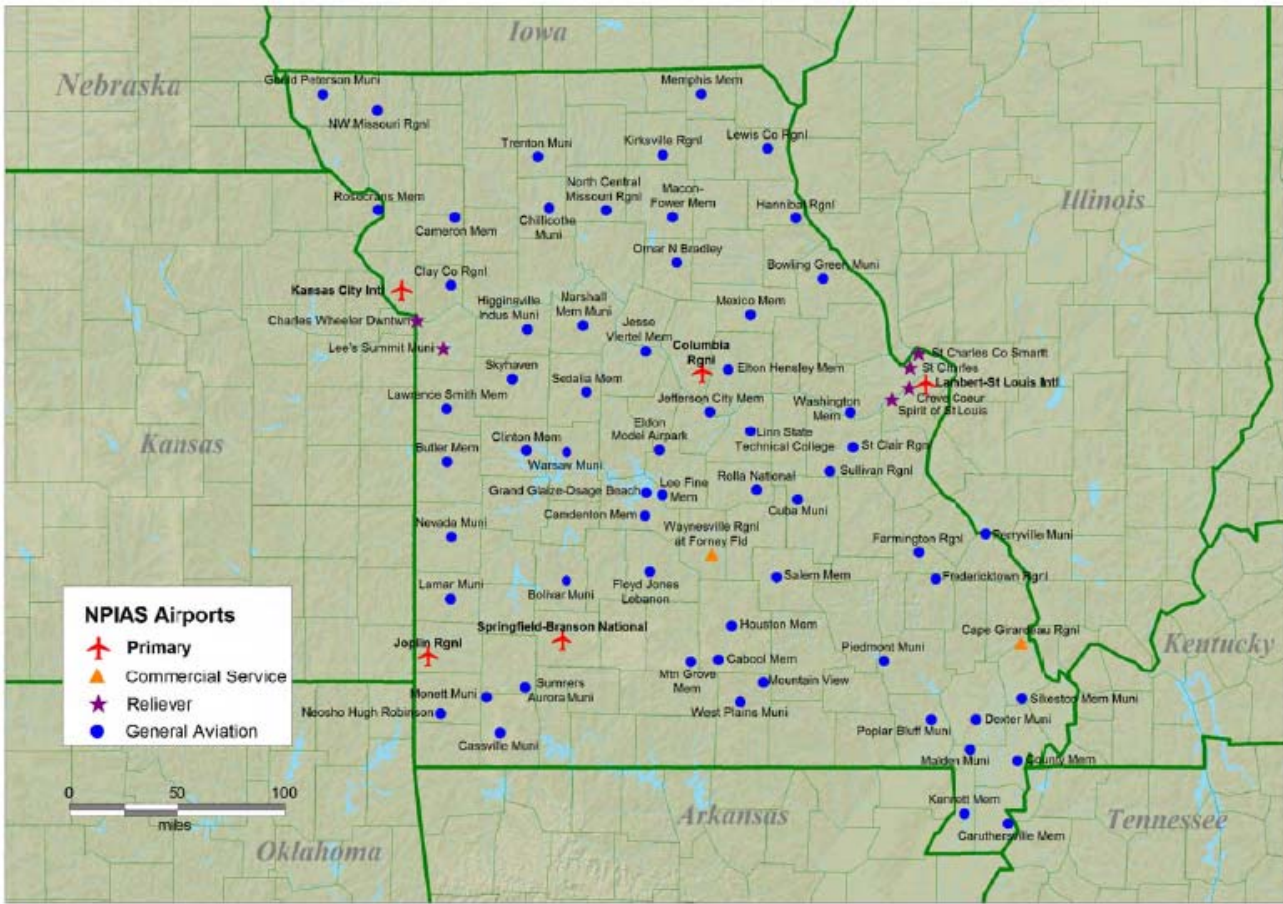 Iowa
Nebraska
Gould Peterson Muni
Memphis Mem
NW Missouri Rgnl
Trenton Muni
Kirksville Rgnl
Lewis Co Rgnl
North Central
Missouri Rgnl
Macon-
Fower Mem
Rosecrans Mem
Hannibal Rgnl
Illinois
Cameron Mem
Chillicothe
Muni
Omar N Bradley
Bowling Green Muni
Clay Co Rgnl
Kansas City Intl
Higginsville
Indus Muni
Marshall
Mem Muni
Mexico Mem
Charles Wheeler Dwntwn
Jesse
Viertel Mem
Lee's Summit Muni
Columbia
Rgnl
St Charles Co Smartt
St Charles
Skyhaven
Elton Hensley Mem
Lambert-St Louis Intl
Sedalia Mem
Creve Coeur
Lawrence Smith Mem
Jefferson City Mem
Washington
Mem
Spirit of St Louis
Kansas
Clinton Mem
Eldon
Model Airpark
Linn State
Technical College
St Clair Rgnl
Butler Mem
Warsaw Muni
Sullivan Rgnl
Grand Glaize-Osage Beach
Lee Fine
Mem
Rolla National
Cuba Muni
Camdenton Mem
Nevada Muni
Waynesville Rgnl
at Forney Fld
Perryville Muni
Farmington Rgnl
Fredericktown Rgnl
Salem Mem
Lamar Muni
Bolivar Muni
Floyd Jones
Lebanon
Houston Mem
Springfield-Branson National
Cape Girardeau Rgnl
Joplin Rgnl
Piedmont Muni
Kentucky
Cabool Mem
Mtn Grove
Mem
Mountain View
Monett Muni
Sumners
Aurora Muni
Sikeston Mem Muni
Neosho Hugh Robinson
West Plains Muni
Dexter Muni
Poplar Bluff Muni
Cassville Muni
Malden Muni
County Mem
Kennett Mem
Caruthersville Mem
Arkansas
Tennessee
Oklahoma
NPIAS Airports
Primary
Commercial Service
Reliever
General Aviation
0 50 100
miles